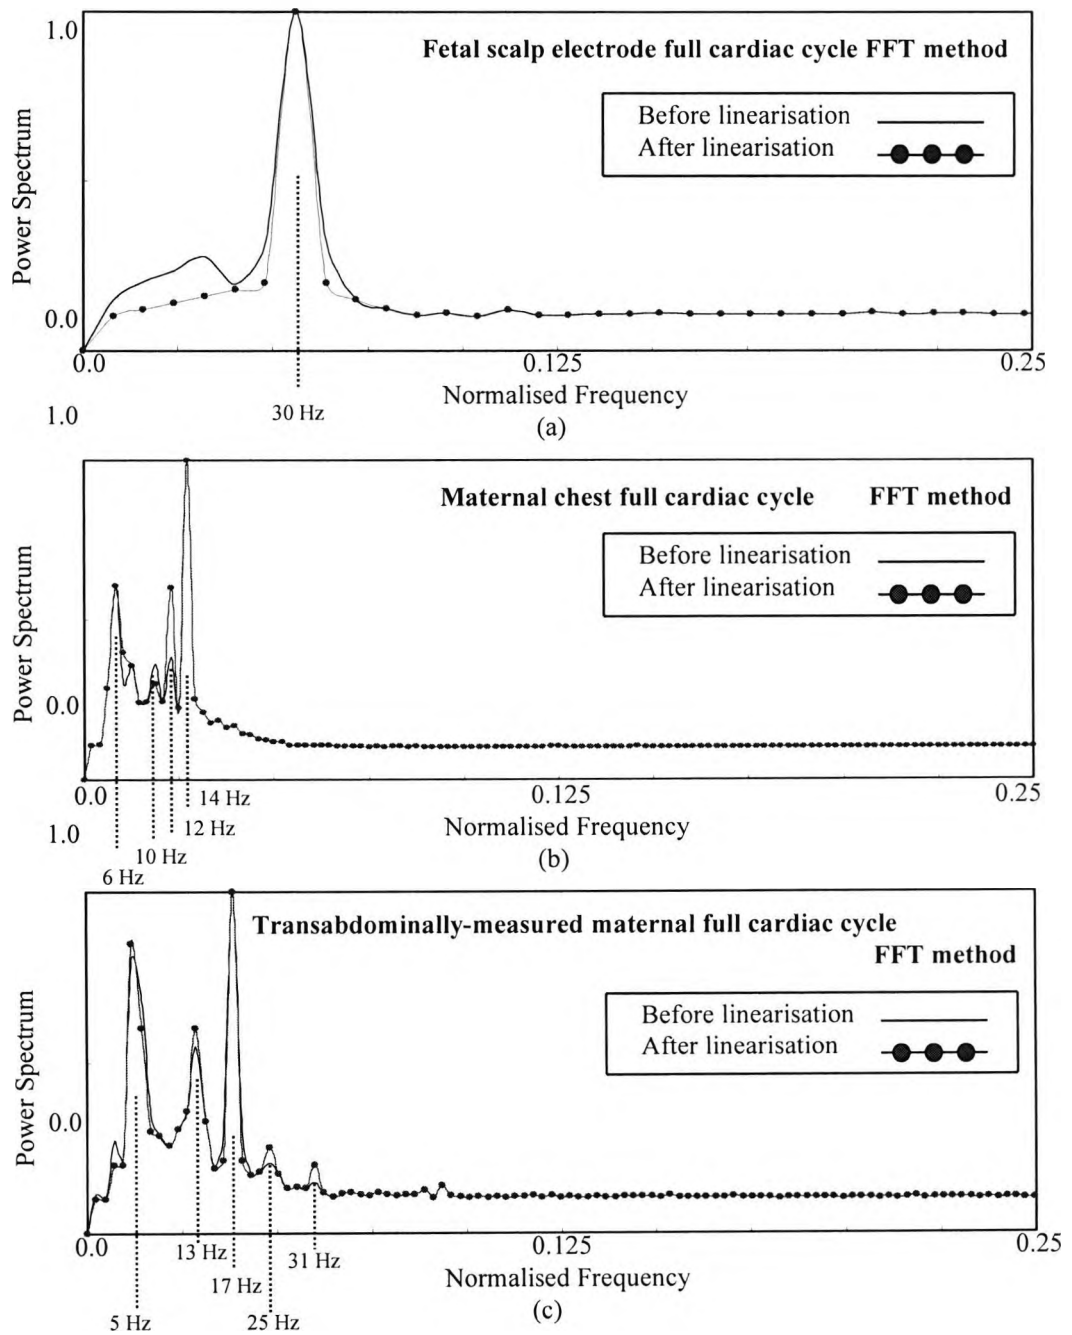 1.0
Fetal scalp electrode full cardiac cycle FFT method
Before linearisation
After linearisation
Power Spectrum
0.0
0.0
0.125
0.25
Normalised Frequency
30 Hz
(a)
1.0
Maternal chest full cardiac cycle FFT method
Before linearisation
After linearisation
Power Spectrum
0.0
0.0
0.125
0.25
14 Hz
Normalised Frequency
12 Hz
10 Hz
6 Hz
(b)
1.0
Transabdominally-measured maternal full cardiac cycle
FFT method
Before linearisation
After linearisation
Power Spectrum
0.0
0.0
0.125
0.25
13 Hz
31 Hz
Normalised Frequency
17 Hz
5 Hz
25 Hz
(c)